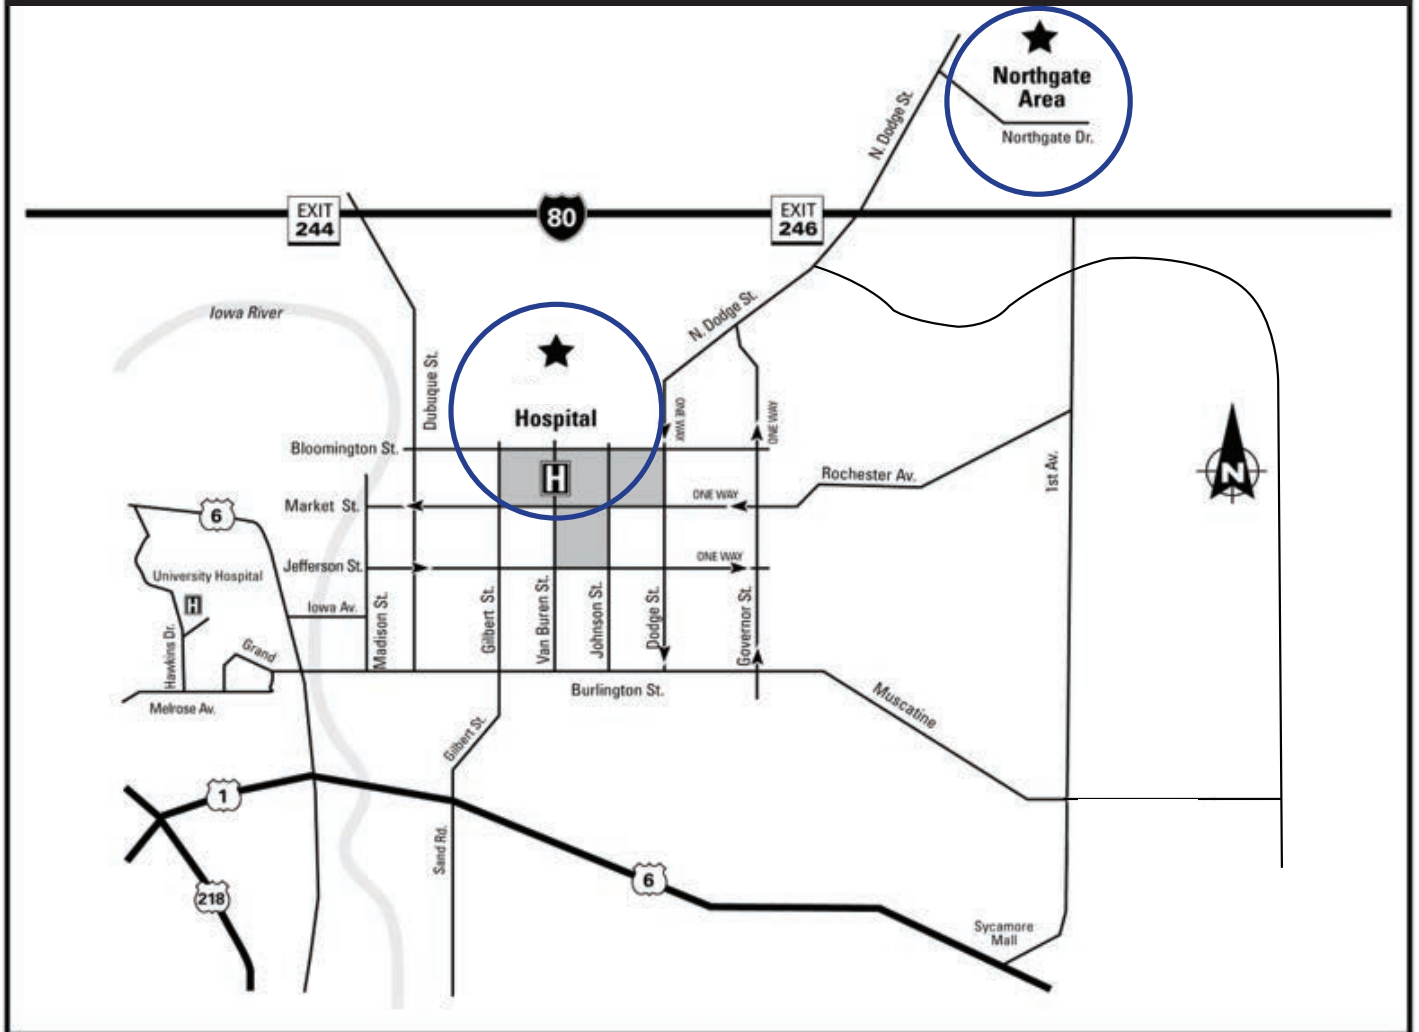 Northgate
Area
Northgate Dr.
N. Dodge St.
EXIT
244
80
EXIT
246
Iowa River
N. Dodge St.
Dubuque St.
Hospital
ONE WAY
ONE WAY
Bloomington St.
H
Rochester Av.
1st Av.
N
Market St.
ONE WAY
6
Jefferson St.
ONE WAY
University Hospital
H
Iowa Av.
Madison St.
Gilbert St.
Van Buren St.
Johnson St.
Dodge St.
Governor St.
Hawkins Dr.
Grand
Melrose Av.
Burlington St.
Muscatine
Gilbert St.
1
Sand Rd.
6
218
Sycamore
Mall